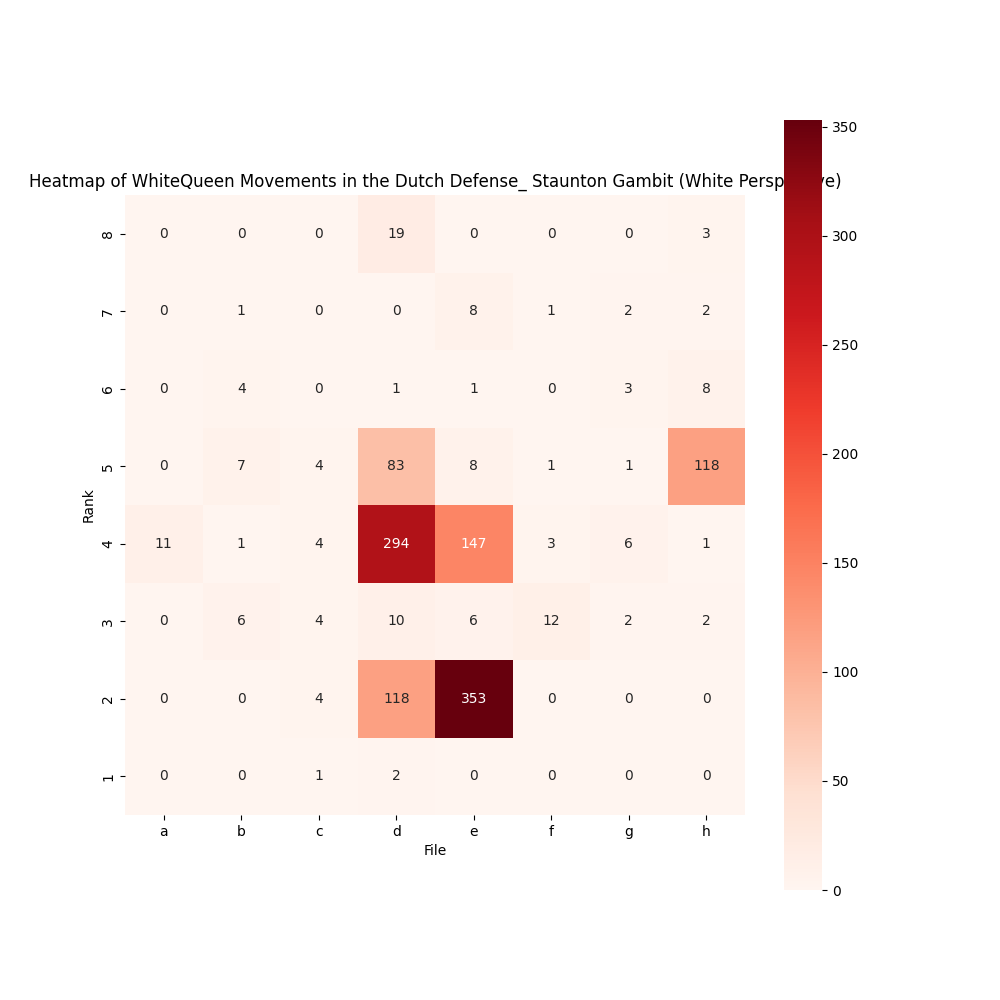 Heatmap of WhiteQueen Movements in the Dutch Defense_ Staunton Gambit (White Persp ve)
350
300
250
200
150
100
50
0
Rank
8 0 0 0 19 0 0 0 3
7 0 1 0 0 8 1 2 2
6 0 4 0 1 1 0 3 8
5 0 7 4 83 8 1 1 118
4 11 1 4 294 147 3 6 1
3 0 6 4 10 6 12 2 2
2 0 0 4 118 353 0 0 0
1 0 0 1 2 0 0 0 0
a b c d e f g h
File